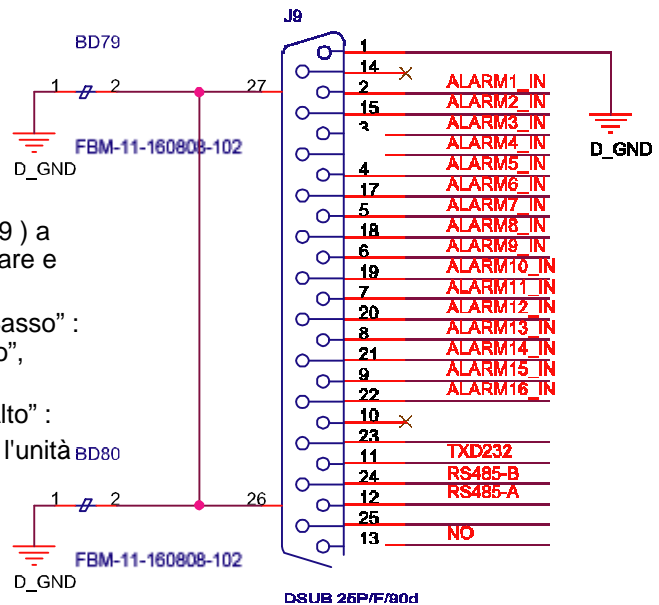 J9
BD79
1 2 27
D_GND
FBM-11-160808-102
9 ) a
are e
asso” :
o”,
lto” :
l'unità
BD80
1 2 26
D_GND
FBM-11-160808-102
1
14
2 ALARM1_IN
15 ALARM2_IN
3 ALARM3_IN
ALARM4_IN
4 ALARM5_IN
17 ALARM6_IN
5 ALARM7_IN
18 ALARM8_IN
6 ALARM9_IN
19 ALARM10_IN
7 ALARM11_IN
20 ALARM12_IN
8 ALARM13_IN
21 ALARM14_IN
9 ALARM15_IN
22 ALARM16_IN
10
23
11 TXD232
24 RS485-B
12 RS485-A
25
13 NO
D_GND
DSUB 25P/F/90d